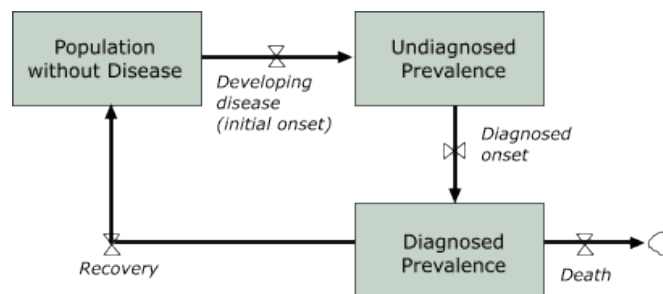 Population
without Disease
Developing
disease
(initial onset)
Undiagnosed
Prevalence
Diagnosed
onset
Diagnosed
Prevalence
Recovery
Death